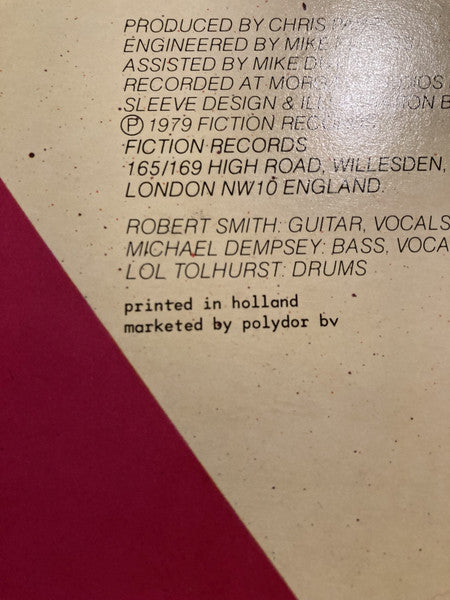 PRODUCED BY CHRIS
ENGINEERED BY MIKE
ASSISTED BY MIKE
RECORDED AT
SLEEVE DESIGN &
℗ 1979 FICTION
FICTION RECORDS
165/169 HIGH ROAD, WILLESDEN,
LONDON NW10 ENGLAND.
ROBERT SMITH: GUITAR, VOCALS
MICHAEL DEMPSEY: BASS, VOCA
LOL TOLHURST: DRUMS
printed in holland
marketed by polydor bv